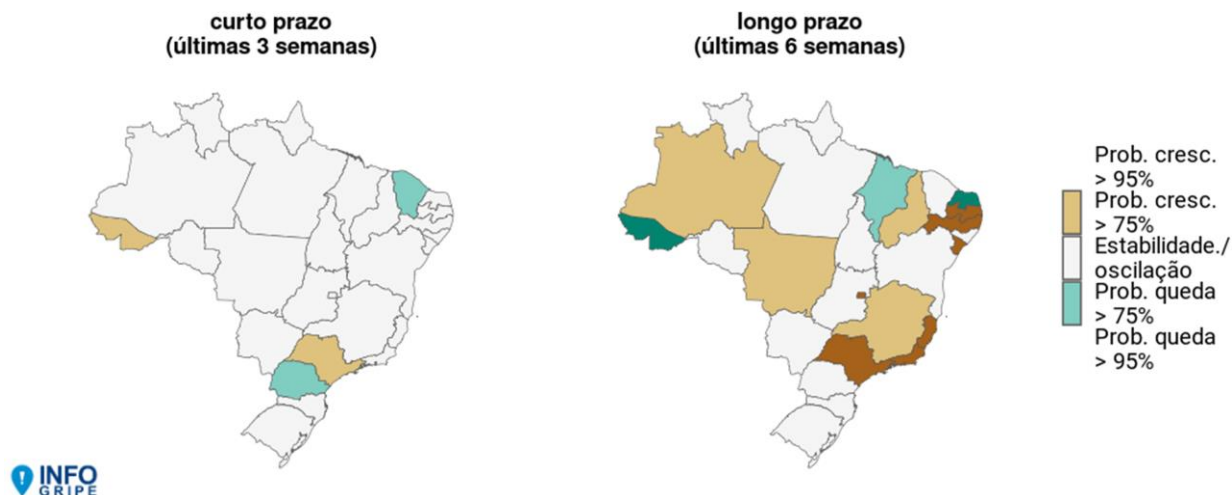 curto prazo
(últimas 3 semanas)
longo prazo
(últimas 6 semanas)
Prob. cresc.
> 95%
Prob. cresc.
> 75%
Estabilidade./
oscilação
Prob. queda
> 75%
Prob. queda
> 95%
INFO
GRIPE